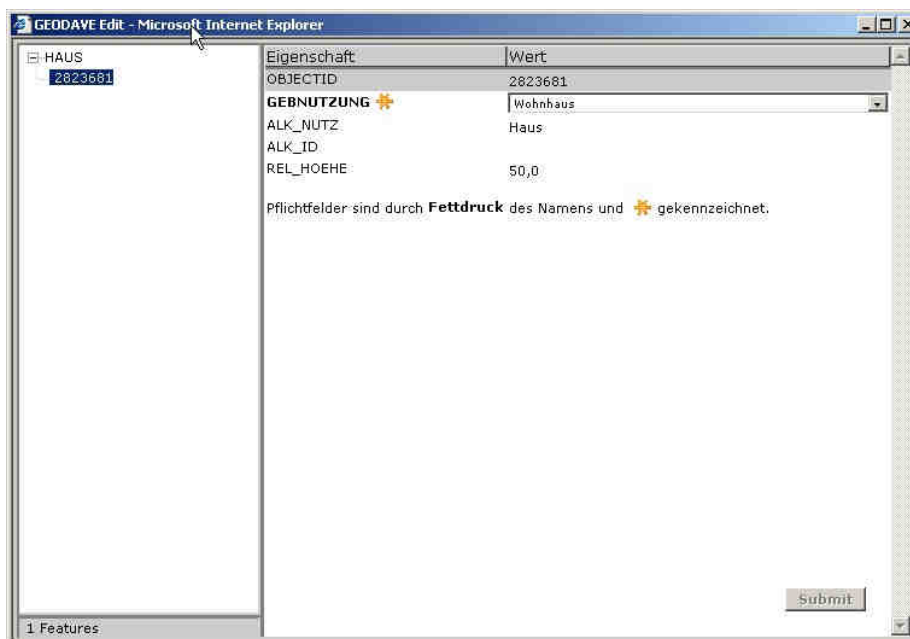 GEODAVE Edit - Microsoft Internet Explorer
HAUS
2823681
Eigenschaft Wert
OBJECTID 2823681
GEBNUTZUNG Wohnhaus
ALK_NUTZ Haus
ALK_ID
REL_HOEHE 50,0
Pflichtfelder sind durch Fettdruck des Namens und gekennzeichnet.
Submit
1 Features